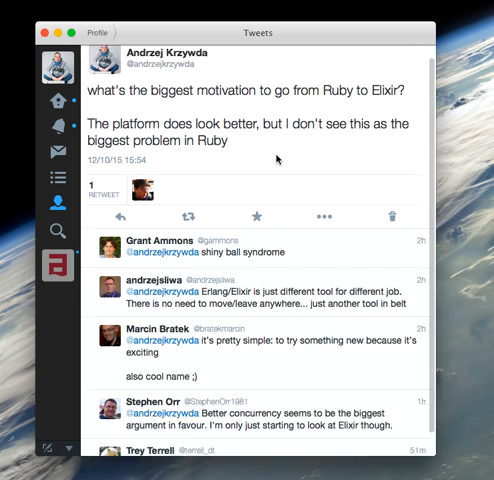 Profile
Tweets
Andrzej Krzywda
@andrzejkrzywda
what's the biggest motivation to go from Ruby to Elixir?
The platform does look better, but I don't see this as the
biggest problem in Ruby
12/10/15 15:54
1
RETWEET
Grant Ammons @gammons 2h
@andrzejkrzywda shiny ball syndrome
andrzejsliwa @andrzejsliwa 2h
@andrzejkrzywda Erlang/Elixir is just different tool for different job.
There is no need to move/leave anywhere... just another tool in belt
Marcin Bratek @bratekmarcin 2h
@andrzejkrzywda it's pretty simple: to try something new because it's
exciting
also cool name ;)
Stephen Orr @StephenOrr1981 1h
@andrzejkrzywda Better concurrency seems to be the biggest
argument in favour. I'm only just starting to look at Elixir though.
Trey Terrell @terrell_dt 51m